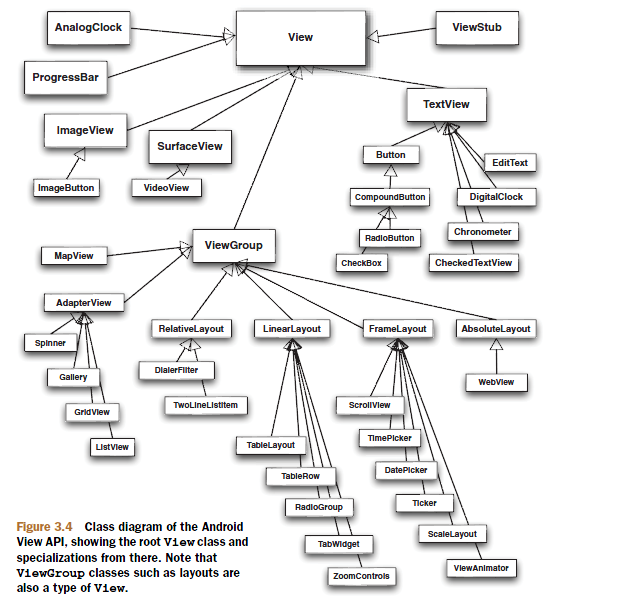 AnalogClock
View
ViewStub
ProgressBar
TextView
ImageView
SurfaceView
Button
EditText
ImageButton
VideoView
CompoundButton
DigitalClock
RadioButton
Chronometer
ViewGroup
MapView
CheckBox
CheckedTextView
AdapterView
RelativeLayout
LinearLayout
FrameLayout
AbsoluteLayout
Spinner
DialerFilter
Gallery
WebView
TwoLineListItem
ScrollView
GridView
TimePicker
ListView
TableLayout
DatePicker
TableRow
Ticker
RadioGroup
ScaleLayout
TabWidget
ViewAnimator
ZoomControls
Figure 3.4 Class diagram of the Android
View API, showing the root View class and
specializations from there. Note that
ViewGroup classes such as layouts are
also a type of View.